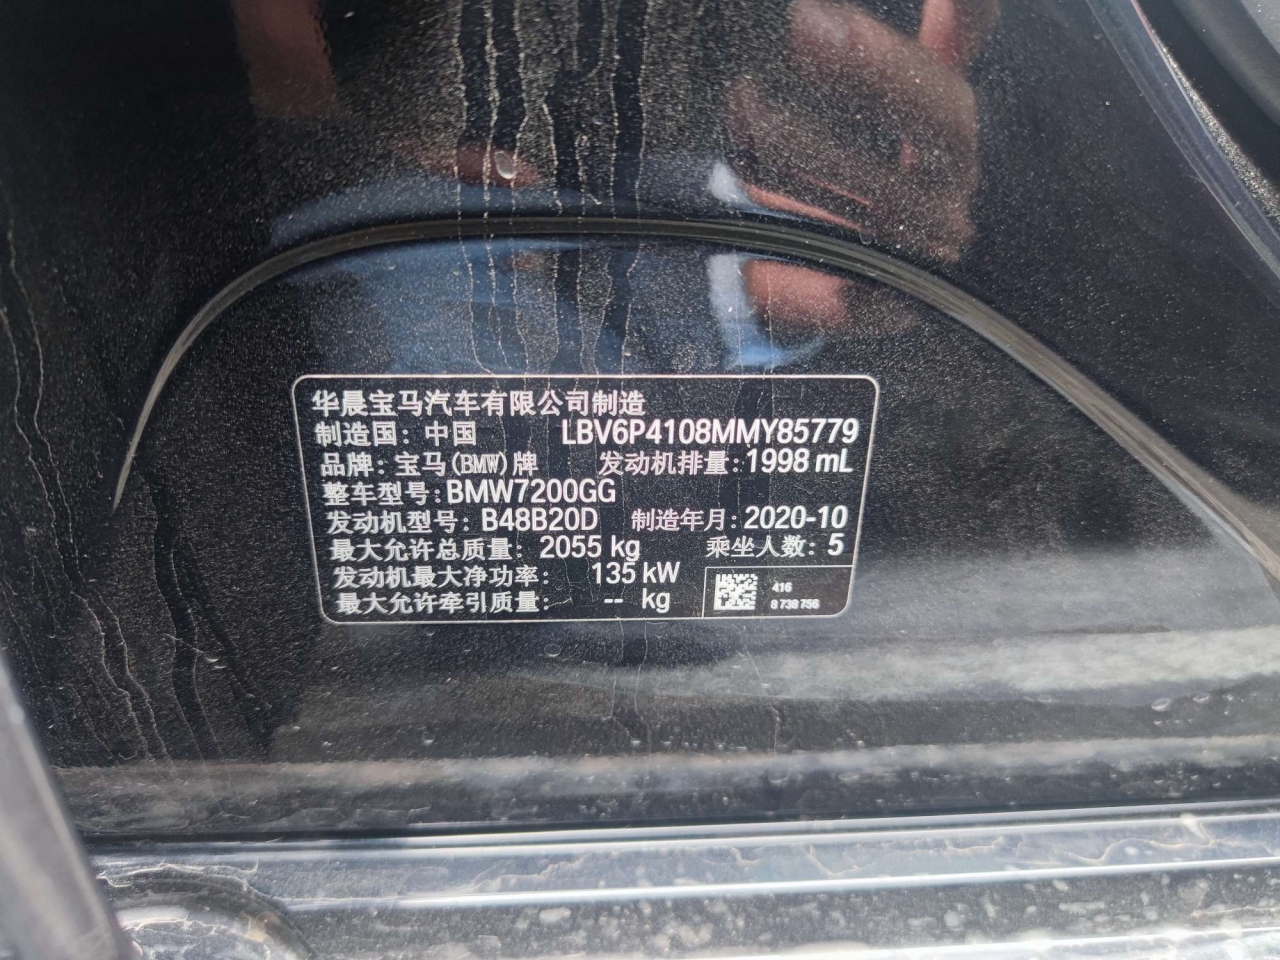 华晨宝马汽车有限公司制造
制造国: 中国 LBV6P4108MMY85779
品牌: 宝马(BMW)牌 发动机排量: 1998 mL
整车型号: BMW7200GG
发动机型号: B48B20D 制造年月: 2020-10
最大允许总质量: 2055 kg 乘坐人数: 5
发动机最大净功率: 135 kW
最大允许牵引质量: -- kg
416
8 738 756